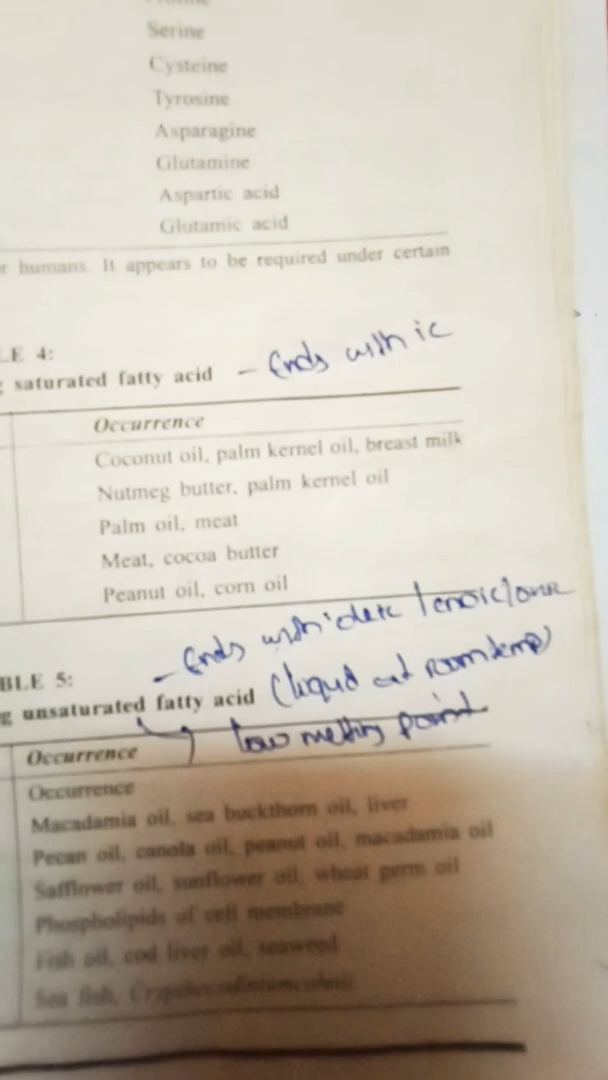 Serine
Cysteine
Tyrosine
Asparagine
Glutamine
Aspartic acid
Glutamic acid
r humans. It appears to be required under certain
LE 4:
g saturated fatty acid - Ends with ic
Occurrence
Coconut oil, palm kernel oil, breast milk
Nutmeg butter, palm kernel oil
Palm oil, meat
Meat, cocoa butter
Peanut oil, corn oil
- Ends with
BLE 5:
g unsaturated fatty acid (liquid at room temp)
low melting point
Occurrence
Occurrence
Macadamia oil, sea buckthorn oil, liver
Pecan oil, canola oil, peanut oil, macadamia oil
Safflower oil, sunflower oil, wheat germ oil
Phospholipids of cell membrane
Fish oil, cod liver oil, seaweed
Sea fish,